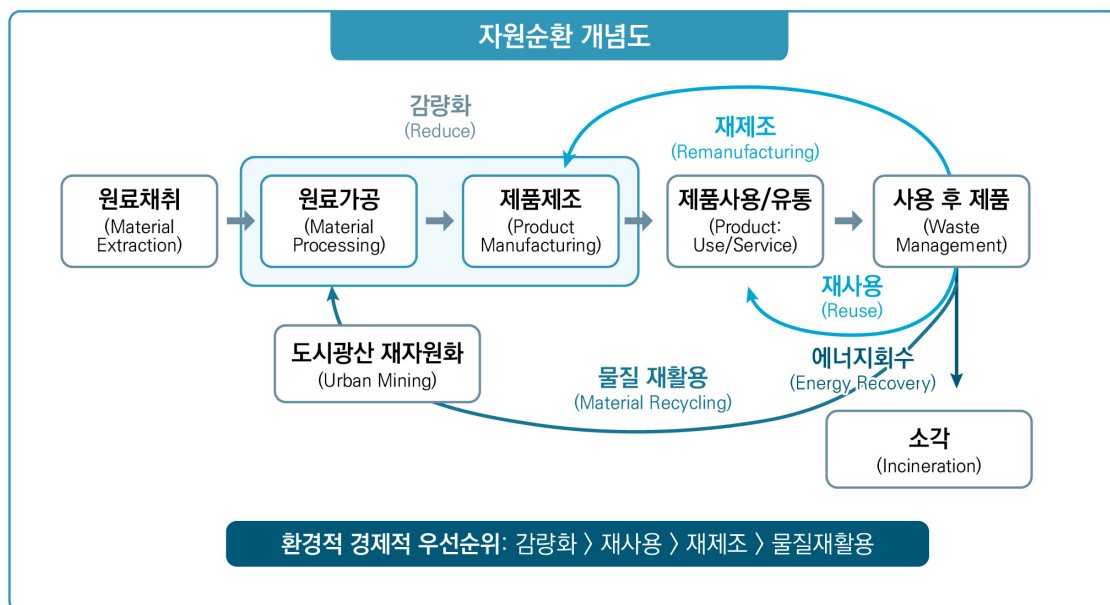 자원순환 개념도
감량화
(Reduce)
재제조
(Remanufacturing)
원료채취
(Material
Extraction)
원료가공
(Material
Processing)
제품제조
(Product
Manufacturing)
제품사용/유통
(Product:
Use/Service)
사용 후 제품
(Waste
Management)
재사용
(Reuse)
도시광산 재자원화
(Urban Mining)
물질 재활용
(Material Recycling)
에너지회수
(Energy Recovery)
소각
(Incineration)
환경적 경제적 우선순위: 감량화 〉 재사용 〉 재제조 〉 물질재활용